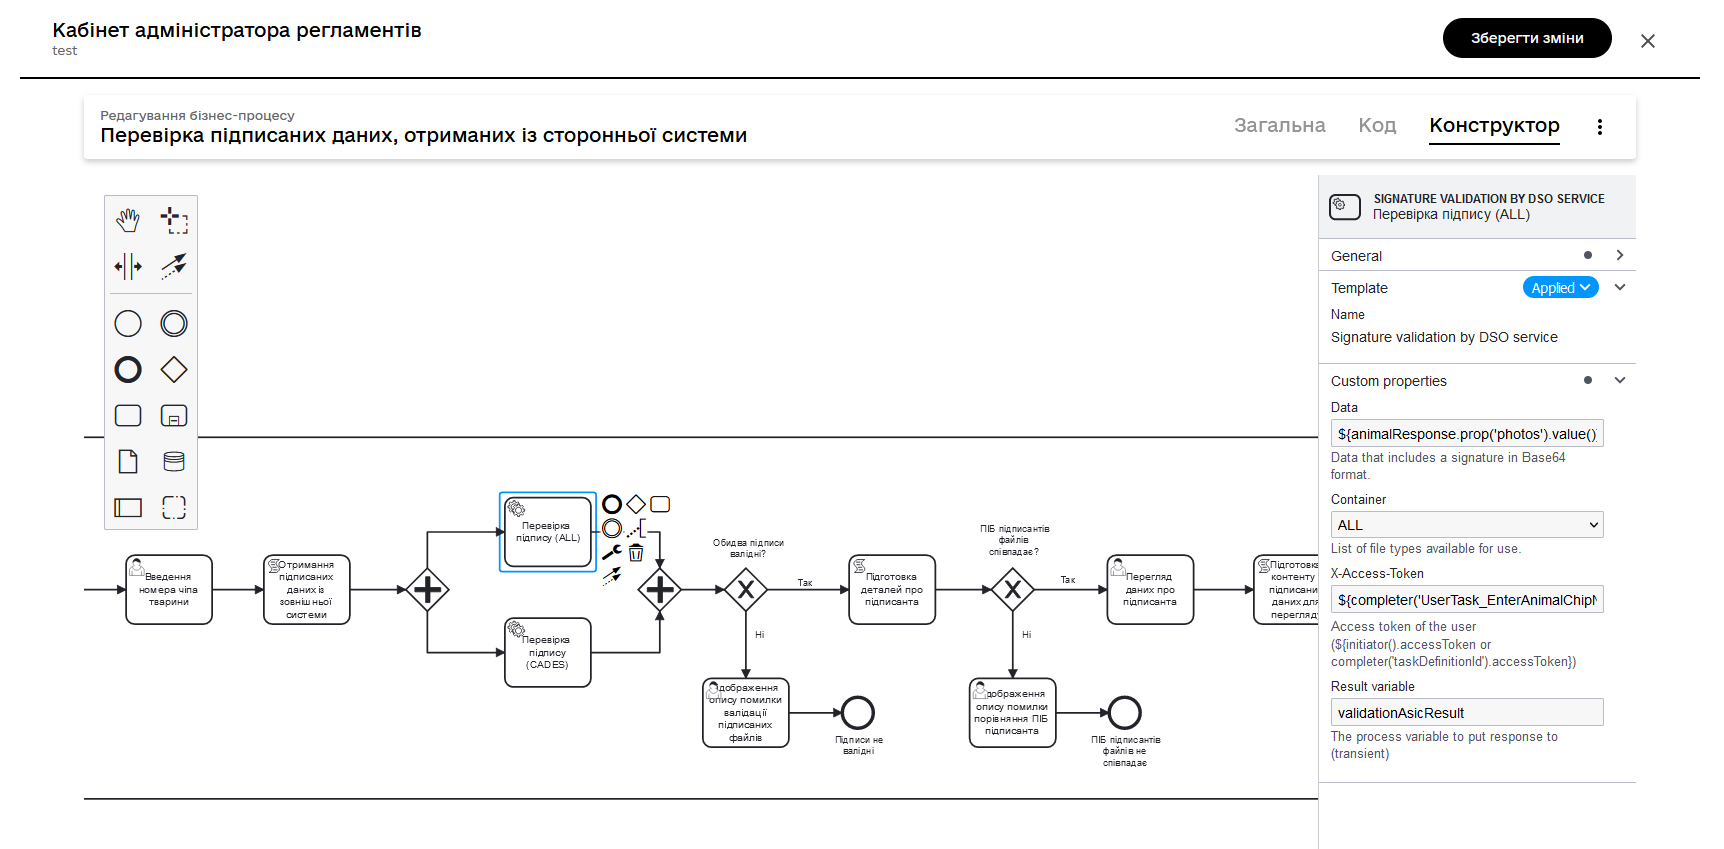 Кабінет адміністратора регламентів
test
Зберегти зміни
Редагування бізнес-процесу
Перевірка підписаних даних, отриманих із сторонньої системи
Загальна
Код
Конструктор
SIGNATURE VALIDATION BY DSO SERVICE
Перевірка підпису (ALL)
General
Template
Applied
Name
Signature validation by DSO service
Custom properties
Data
${animalResponse.prop('photos').value()
Data that includes a signature in Base64
format.
Container
ALL
List of file types available for use.
X-Access-Token
${completer('UserTask_EnterAnimalChip
Access token of the user
(${initiator().accessToken or
completer('taskDefinitionId').accessToken})
Result variable
validationAsicResult
The process variable to put response to
(transient)
Введення
номера чіпа
тварини
Отримання
підписаних
даних із
зовнішньої
системи
Перевірка
підпису (ALL)
Перевірка
підпису
(CADES)
Обидва підписи
валідні?
Так
Ні
дображення
опису помилки
валідації
підписаних
файлів
Підписи не
валідні
Підготовка
деталей про
підписанта
ПІБ підписантів
файлів
співпадає?
Так
Ні
дображення
опису помилки
порівняння ПІБ
підписанта
ПІБ підписантів
файлів не
співпадає
Перегляд
даних про
підписанта
Підготовка
контенту
підписани
даних для
перегляду